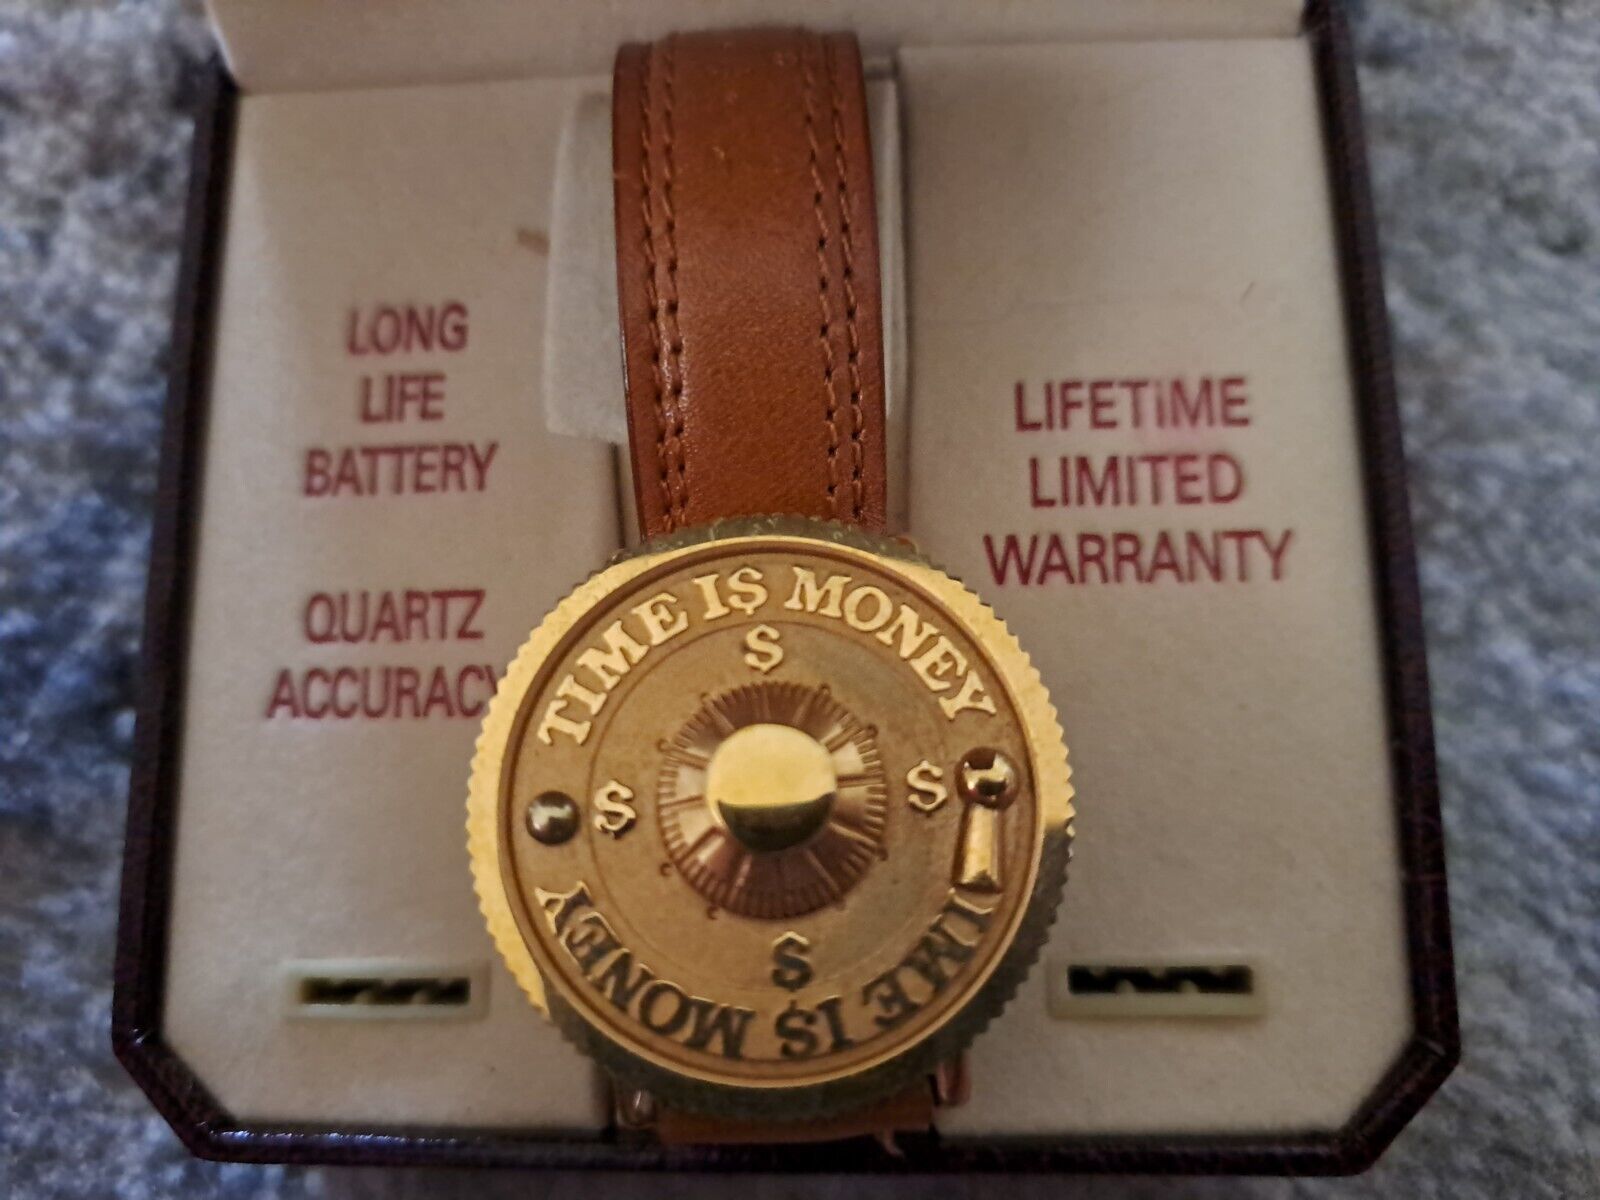 LONG
LIFE
BATTERY
QUARTZ
ACCURACY
LIFETIME
LIMITED
WARRANTY
TIME I$ MONEY
$
$ $
$
TIME I$ MONEY